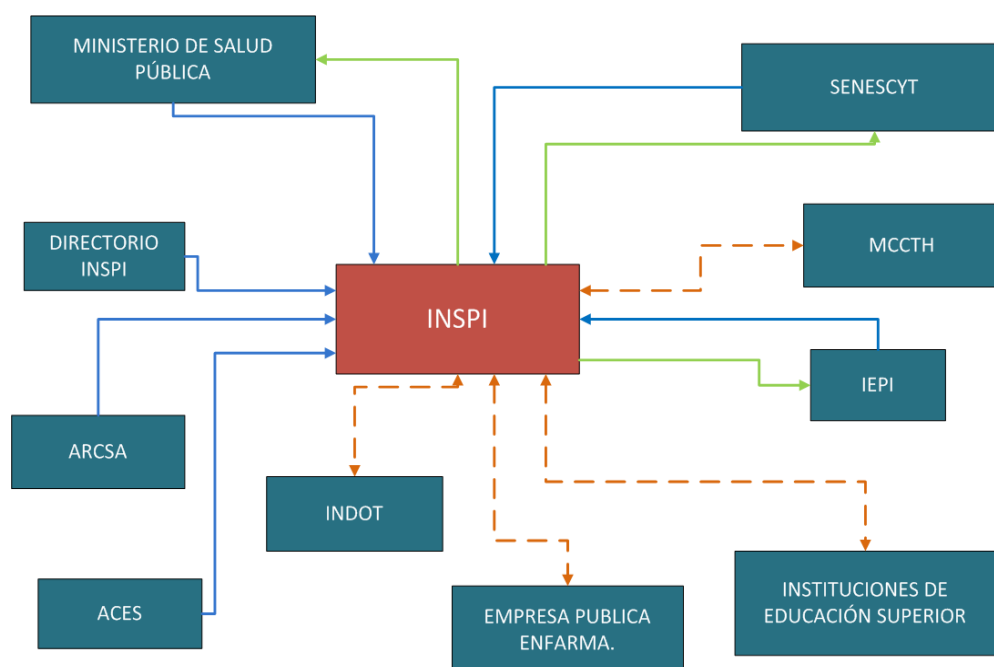 MINISTERIO DE SALUD
PÚBLICA
SENESCYT
DIRECTORIO
INSPI
MCCTH
INSPI
IEPI
ARCSA
INDOT
ACES
EMPRESA PUBLICA
ENFARMA.
INSTITUCIONES DE
EDUCACIÓN SUPERIOR